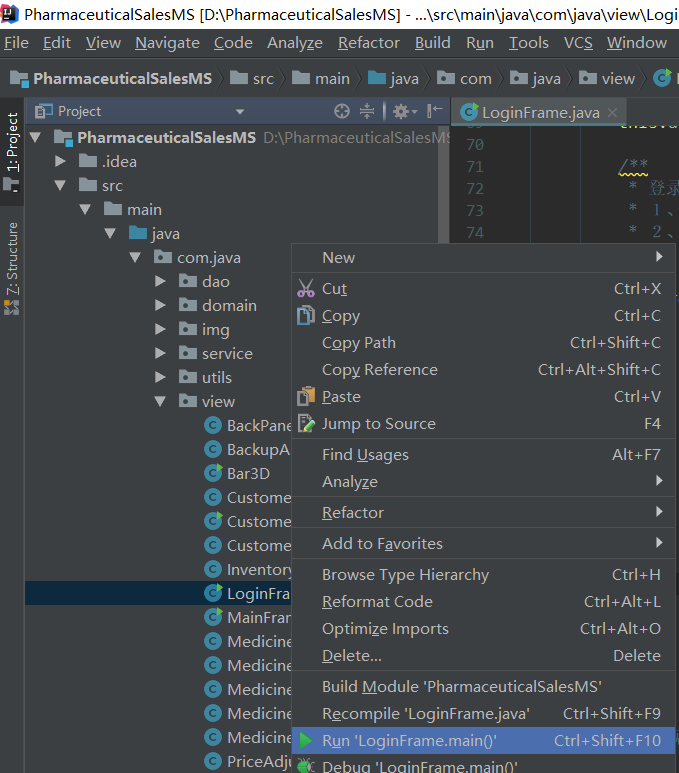 PharmaceuticalSalesMS [D:\PharmaceuticalSalesMS] - ...\src\main\java\com\java\view\Logi
File Edit View Navigate Code Analyze Refactor Build Run Tools VCS Window
PharmaceuticalSalesMS src main java com java view
Project
LoginFrame.java
1: Project
Z: Structure
PharmaceuticalSalesMS D:\PharmaceuticalSalesMS
.idea
src
main
java
com.java
dao
domain
img
service
utils
view
BackPane
BackupA
Bar3D
Custome
Custome
Custome
Inventory
LoginFra
MainFran
Medicine
Medicine
Medicine
Medicine
Medicine
PriceAdju
70
71 /**
72 * 登录
73 * 1、
74 * 2、
New
Cut Ctrl+X
Copy Ctrl+C
Copy Path Ctrl+Shift+C
Copy Reference Ctrl+Alt+Shift+C
Paste Ctrl+V
Jump to Source F4
Find Usages Alt+F7
Analyze
Refactor
Add to Favorites
Browse Type Hierarchy Ctrl+H
Reformat Code Ctrl+Alt+L
Optimize Imports Ctrl+Alt+O
Delete... Delete
Build Module 'PharmaceuticalSalesMS'
Recompile 'LoginFrame.java' Ctrl+Shift+F9
Run 'LoginFrame.main()' Ctrl+Shift+F10
Debug 'LoginFrame.main()'